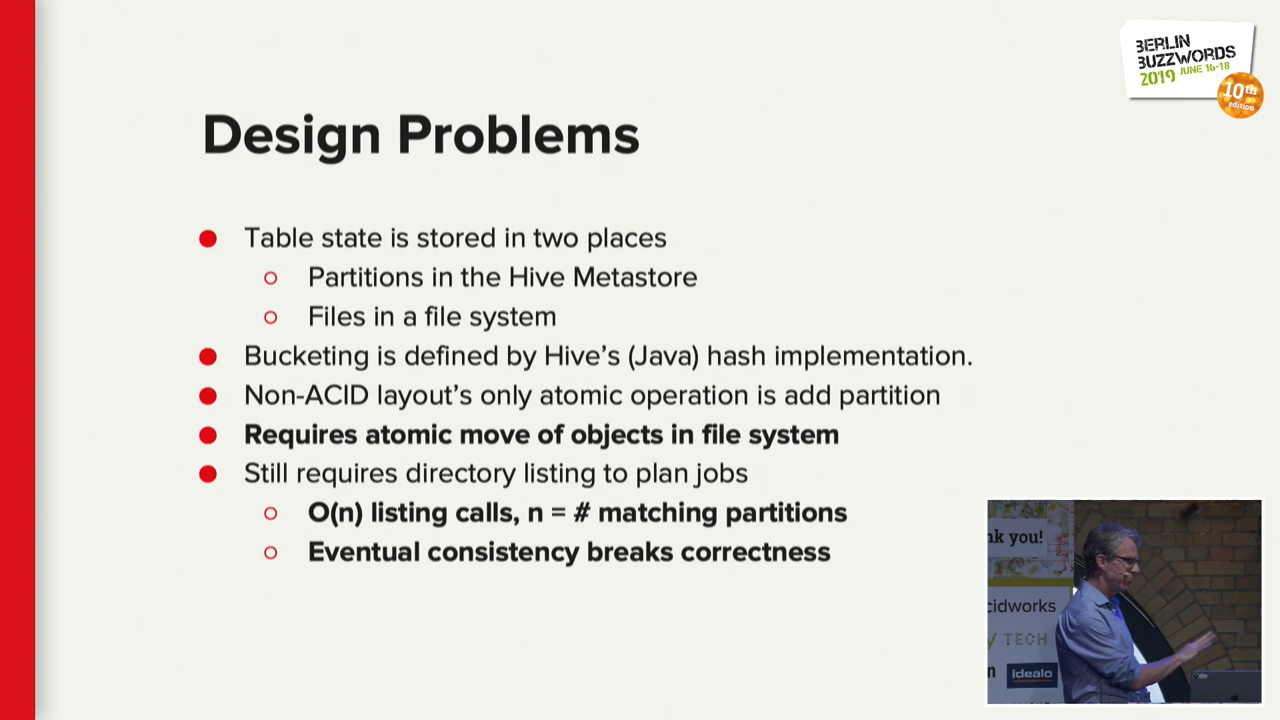 BERLIN
BUZZWORDS
2019 JUNE 16-18
10th
edition
Design Problems
Table state is stored in two places
Partitions in the Hive Metastore
Files in a file system
Bucketing is defined by Hive’s (Java) hash implementation.
Non-ACID layout’s only atomic operation is add partition
Requires atomic move of objects in file system
Still requires directory listing to plan jobs
O(n) listing calls, n = # matching partitions
Eventual consistency breaks correctness
nk you!
cidworks
TECH
idealo